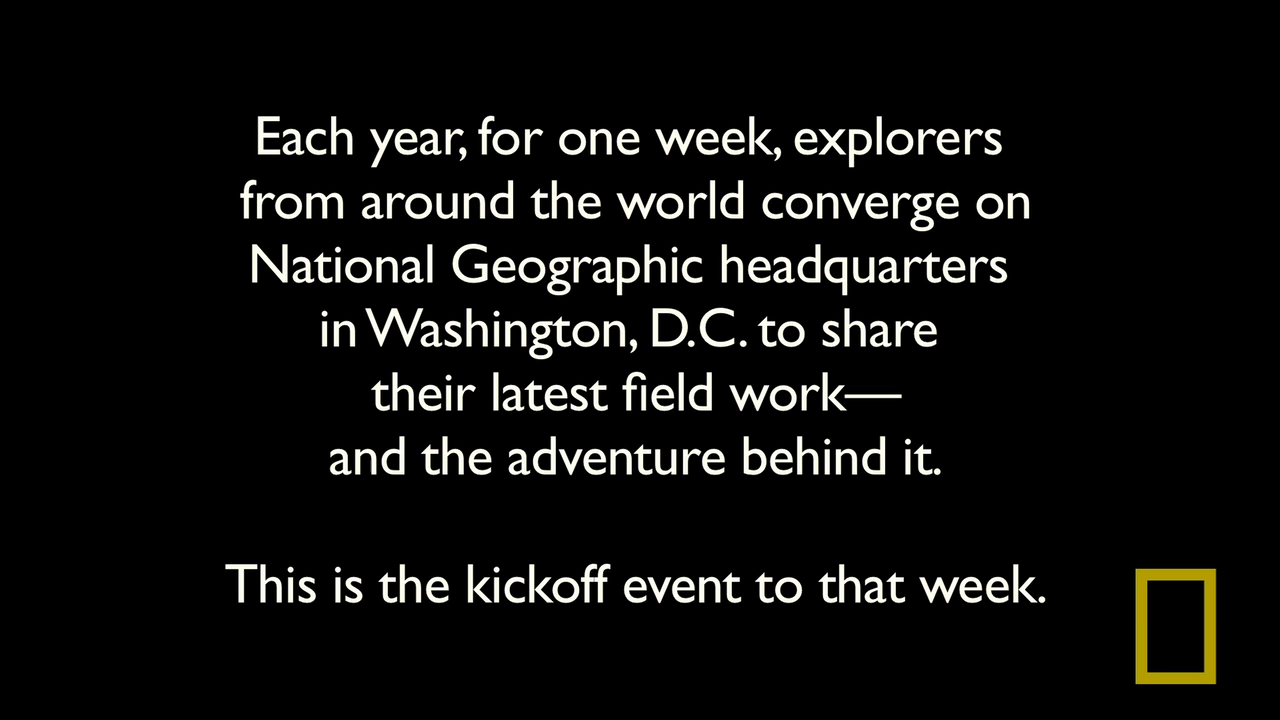 Each year, for one week, explorers
from around the world converge on
National Geographic headquarters
in Washington, D.C. to share
their latest field work—
and the adventure behind it.
This is the kickoff event to that week.